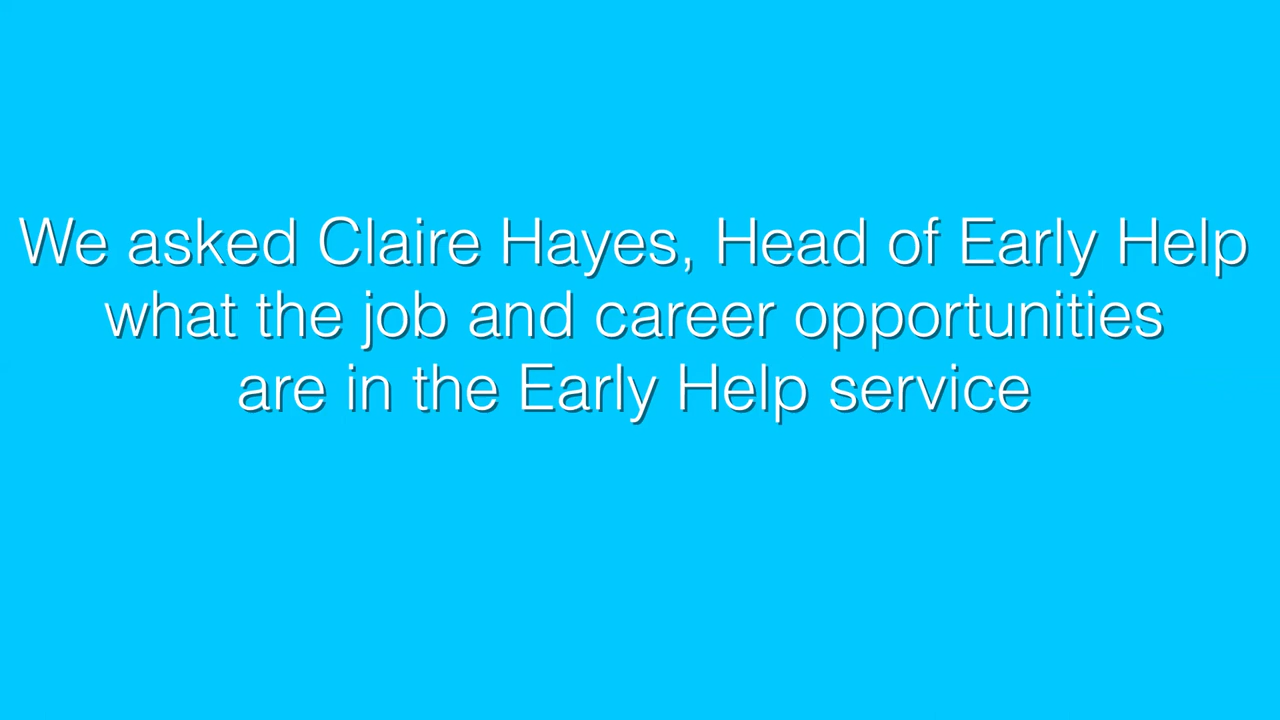 We asked Claire Hayes, Head of Early Help
what the job and career opportunities
are in the Early Help service